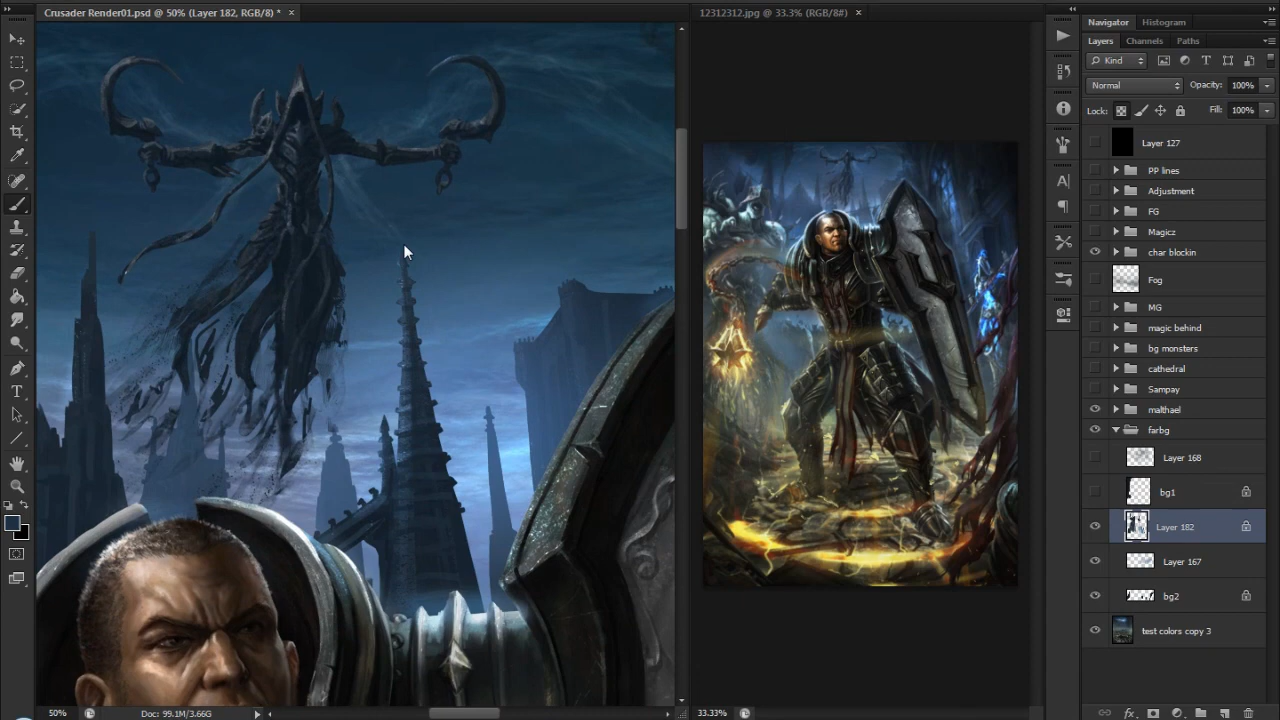 Crusader Render01.psd @ 50% (Layer 182, RGB/8) * ×
12312312.jpg @ 33.3% (RGB/8#) ×
Navigator Histogram
Layers Channels Paths
Kind
Normal Opacity: 100%
Lock: Fill: 100%
Layer 127
PP lines
Adjustment
FG
Magicz
char blockin
Fog
MG
magic behind
bg monsters
cathedral
Sampay
malthael
farbg
Layer 168
bg1
Layer 182
Layer 167
bg2
test colors copy 3
50% Doc: 99.1M/3.66G
33.33%